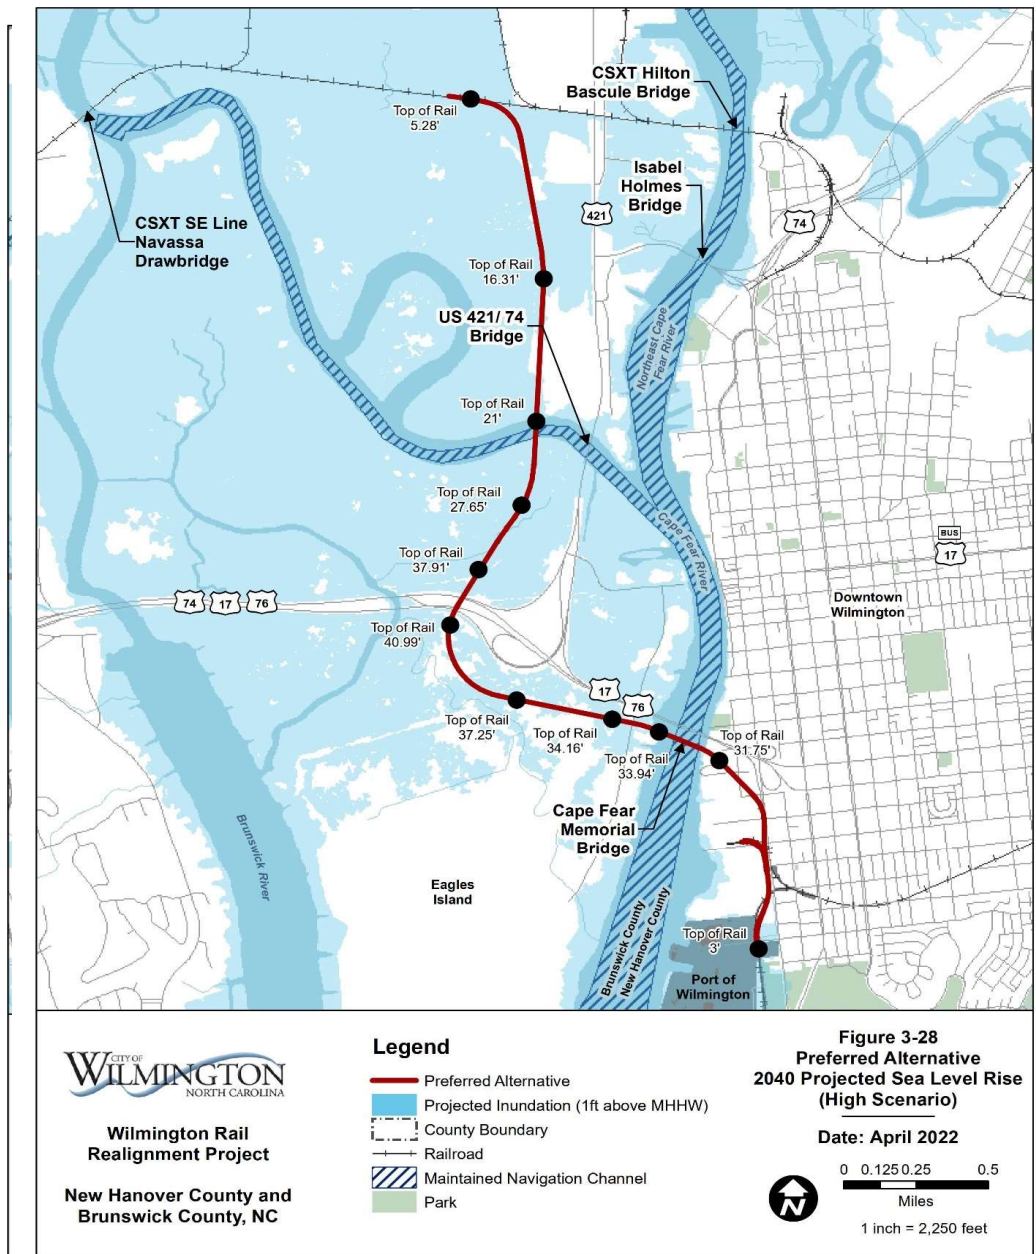 CSXT Hilton
Bascule Bridge
Top of Rail
5.28'
Isabel
Holmes
Bridge
421
74
CSXT SE Line
Navassa
Drawbridge
Top of Rail
16.31'
US 421/ 74
Bridge
Northeast Cape
Fear River
Top of Rail
21'
Top of Rail
27.65'
Cape Fear River
BUS
17
Top of Rail
37.91'
74 17 76
Downtown
Wilmington
Top of Rail
40.99'
17
76
Top of Rail
37.25'
Top of Rail
34.16'
Top of Rail
33.94'
Top of Rail
31.75'
Cape Fear
Memorial
Bridge
Brunswick River
Eagles
Island
Brunswick County
New Hanover County
Top of Rail
3'
Port of
Wilmington
CITY OF
WILMINGTON
NORTH CAROLINA
Wilmington Rail
Realignment Project
New Hanover County and
Brunswick County, NC
Legend
Preferred Alternative
Projected Inundation (1ft above MHHW)
County Boundary
Railroad
Maintained Navigation Channel
Park
Figure 3-28
Preferred Alternative
2040 Projected Sea Level Rise
(High Scenario)
Date: April 2022
N
0 0.125 0.25 0.5
Miles
1 inch = 2,250 feet